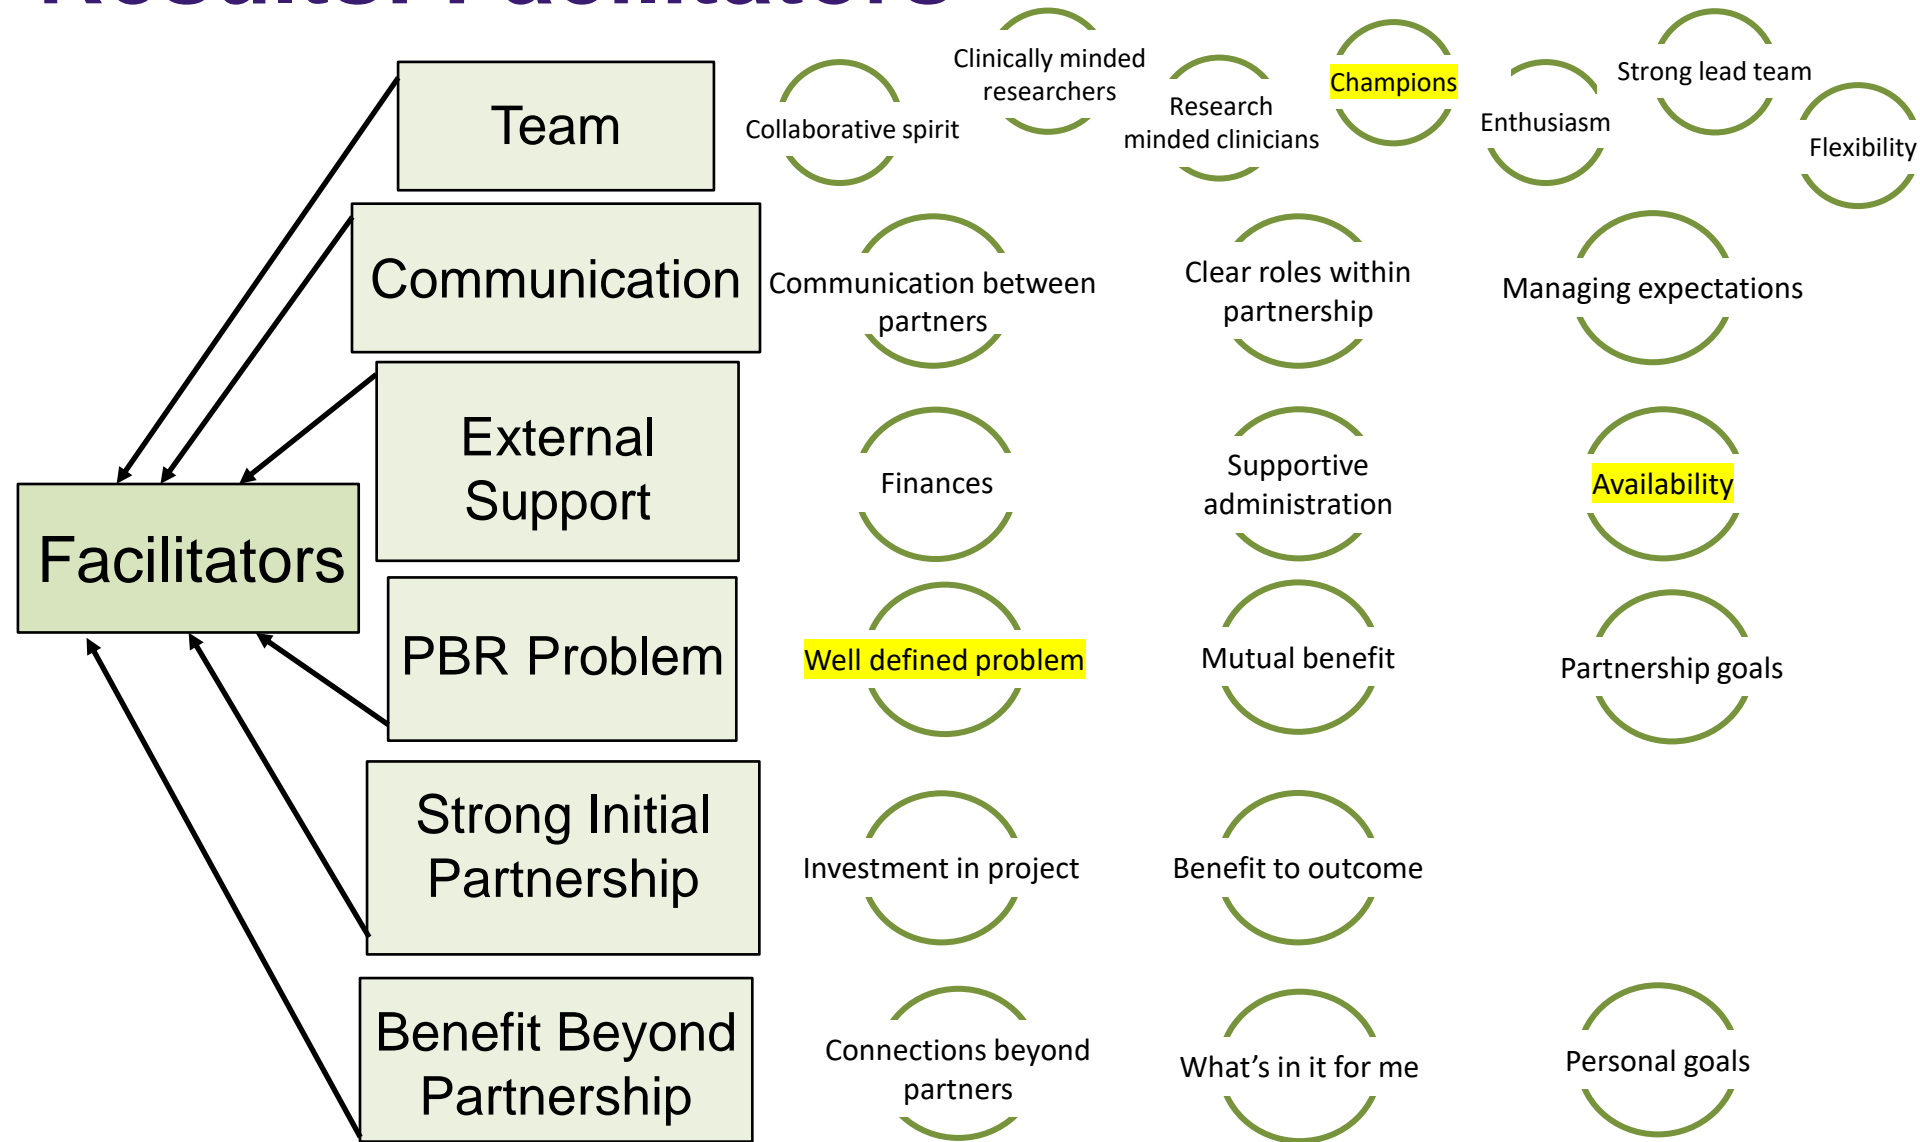 Results: Facilitators
Team
Collaborative spirit
Clinically minded
researchers
Research
minded clinicians
Champions
Enthusiasm
Strong lead team
Flexibility
Communication
Communication between
partners
Clear roles within
partnership
Managing expectations
External
Support
Finances
Supportive
administration
Availability
Facilitators
PBR Problem
Well defined problem
Mutual benefit
Partnership goals
Strong Initial
Partnership
Investment in project
Benefit to outcome
Benefit Beyond
Partnership
Connections beyond
partners
What’s in it for me
Personal goals